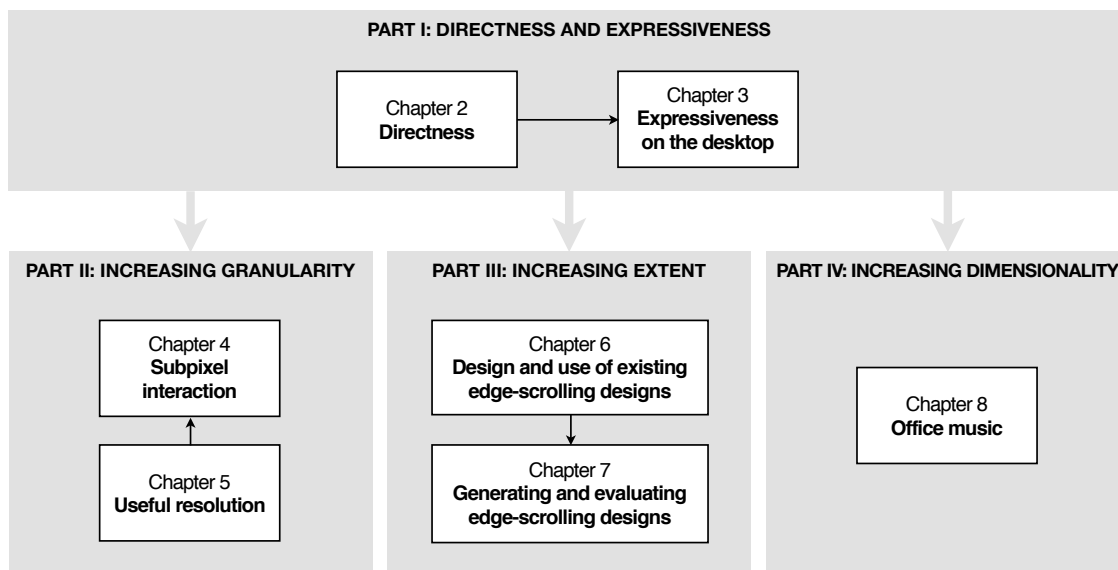 PART I: DIRECTNESS AND EXPRESSIVENESS
Chapter 2
Directness
Chapter 3
Expressiveness
on the desktop
PART II: INCREASING GRANULARITY
Chapter 4
Subpixel
interaction
Chapter 5
Useful resolution
PART III: INCREASING EXTENT
Chapter 6
Design and use of existing
edge-scrolling designs
Chapter 7
Generating and evaluating
edge-scrolling designs
PART IV: INCREASING DIMENSIONALITY
Chapter 8
Office music